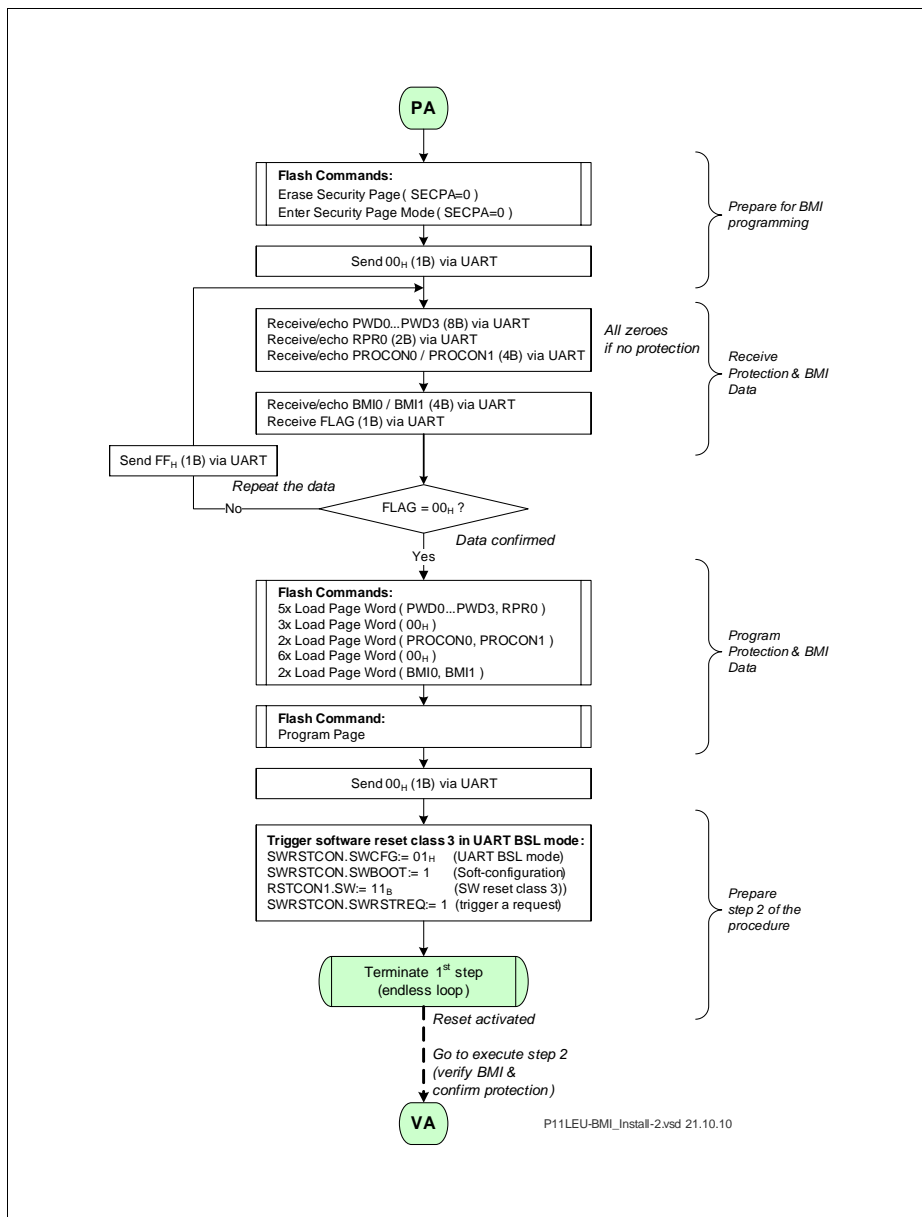 PA
Flash Commands:
Erase Security Page ( SECPA=0 )
Enter Security Page Mode ( SECPA=0 )
Prepare for BMI
programming
Send 00H (1B) via UART
Receive/echo PWD0...PWD3 (8B) via UART
Receive/echo RPR0 (2B) via UART
Receive/echo PROCON0 / PROCON1 (4B) via UART
All zeroes
if no protection
Receive
Protection & BMI
Data
Receive/echo BMI0 / BMI1 (4B) via UART
Receive FLAG (1B) via UART
Send FFH (1B) via UART
Repeat the data
No
FLAG = 00H ?
Data confirmed
Yes
Flash Commands:
5x Load Page Word ( PWD0...PWD3, RPR0 )
3x Load Page Word ( 00H )
2x Load Page Word ( PROCON0, PROCON1 )
6x Load Page Word ( 00H )
2x Load Page Word ( BMI0, BMI1 )
Program
Protection & BMI
Data
Flash Command:
Program Page
Send 00H (1B) via UART
Trigger software reset class 3 in UART BSL mode:
SWRSTCON.SWCFG:= 01H (UART BSL mode)
SWRSTCON.SWBOOT:= 1 (Soft-configuration)
RSTCON1.SW:= 11B (SW reset class 3))
SWRSTCON.SWRSTREQ:= 1 (trigger a request)
Prepare
step 2 of the
procedure
Terminate 1st step
(endless loop)
Reset activated
Go to execute step 2
(verify BMI &
confirm protection )
VA
P11LEU-BMI_Install-2.vsd 21.10.10